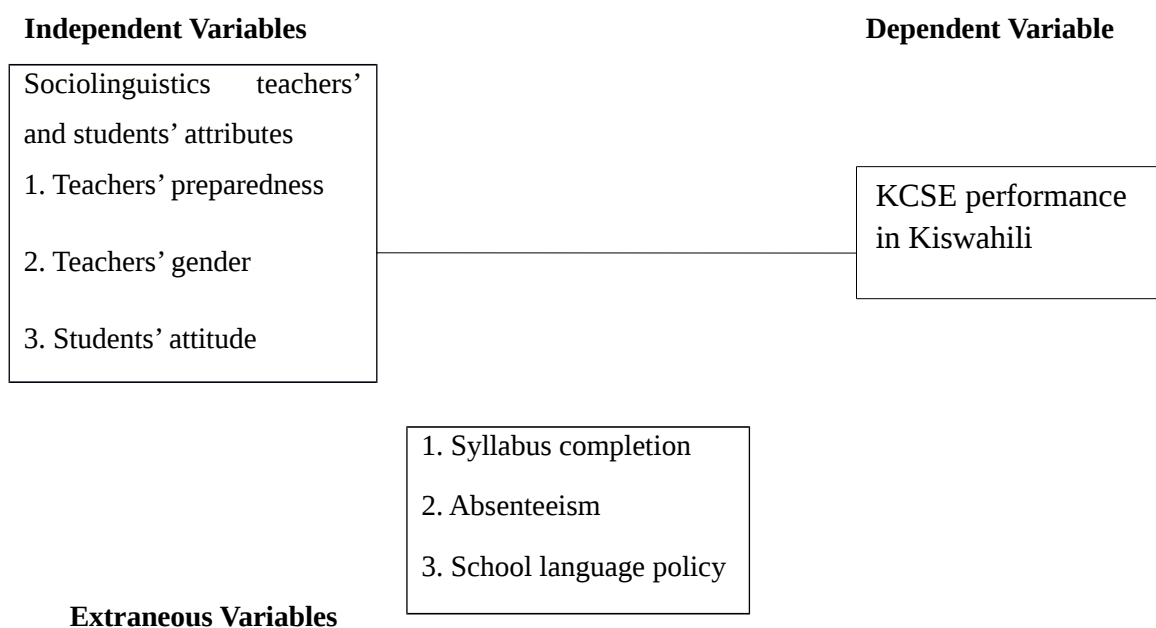 Independent Variables
Dependent Variable
Sociolinguistics teachers’
and students’ attributes
1. Teachers’ preparedness
2. Teachers’ gender
3. Students’ attitude
KCSE performance
in Kiswahili
1. Syllabus completion
2. Absenteeism
3. School language policy
Extraneous Variables